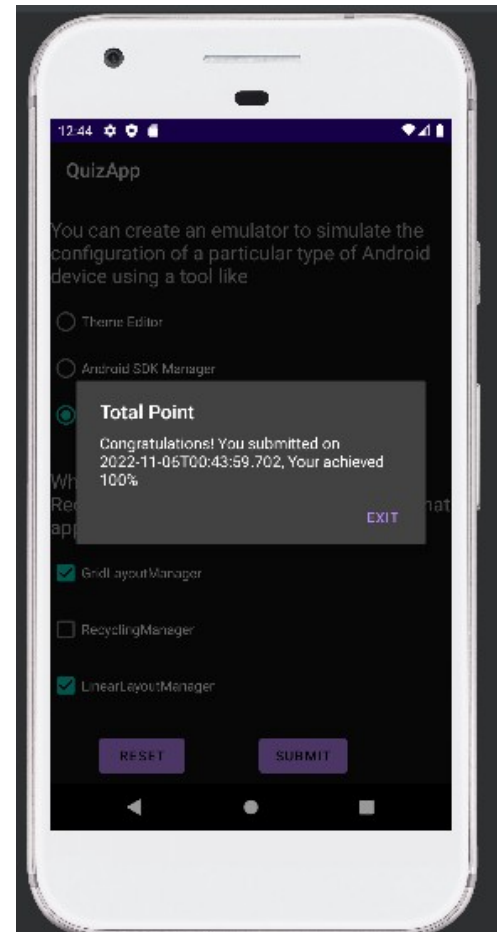 12:44
QuizApp
You can create an emulator to simulate the
configuration of a particular type of Android
device using a tool like
Theme Editor
Android SDK Manager
Total Point
Congratulations! You submitted on
2022-11-06T00:43:59.702, Your achieved
100%
EXIT
Wh
Rec
hat
app
GridLayoutManager
RecyclingManager
LinearLayoutManager
RESET
SUBMIT